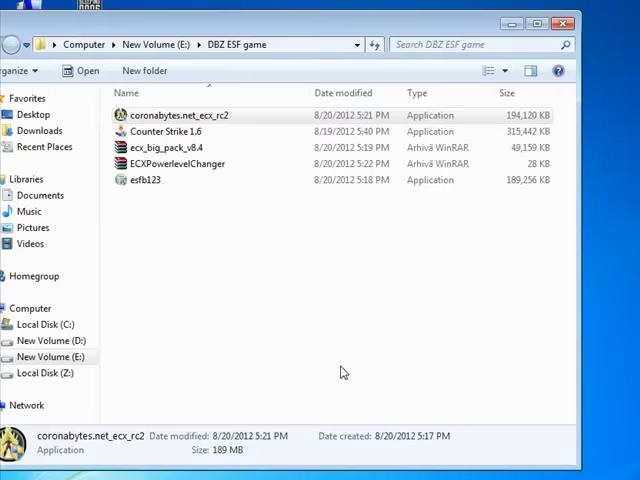 Computer ▸ New Volume (E:) ▸ DBZ ESF game
Search DBZ ESF game
rganize Open New folder
Name Date modified Type Size
Favorites
Desktop
Downloads
Recent Places
Libraries
Documents
Music
Pictures
Videos
Homegroup
Computer
Local Disk (C:)
New Volume (D:)
New Volume (E:)
Local Disk (Z:)
Network
coronabytes.net_ecx_rc2 8/20/2012 5:21 PM Application 194,120 KB
Counter Strike 1.6 8/19/2012 5:40 PM Application 315,442 KB
ecx_big_pack_v8.4 8/20/2012 5:19 PM Arhivă WinRAR 49,159 KB
ECXPowerlevelChanger 8/20/2012 5:22 PM Arhivă WinRAR 28 KB
esfb123 8/20/2012 5:18 PM Application 189,256 KB
coronabytes.net_ecx_rc2 Date modified: 8/20/2012 5:21 PM Date created: 8/20/2012 5:17 PM
Application Size: 189 MB